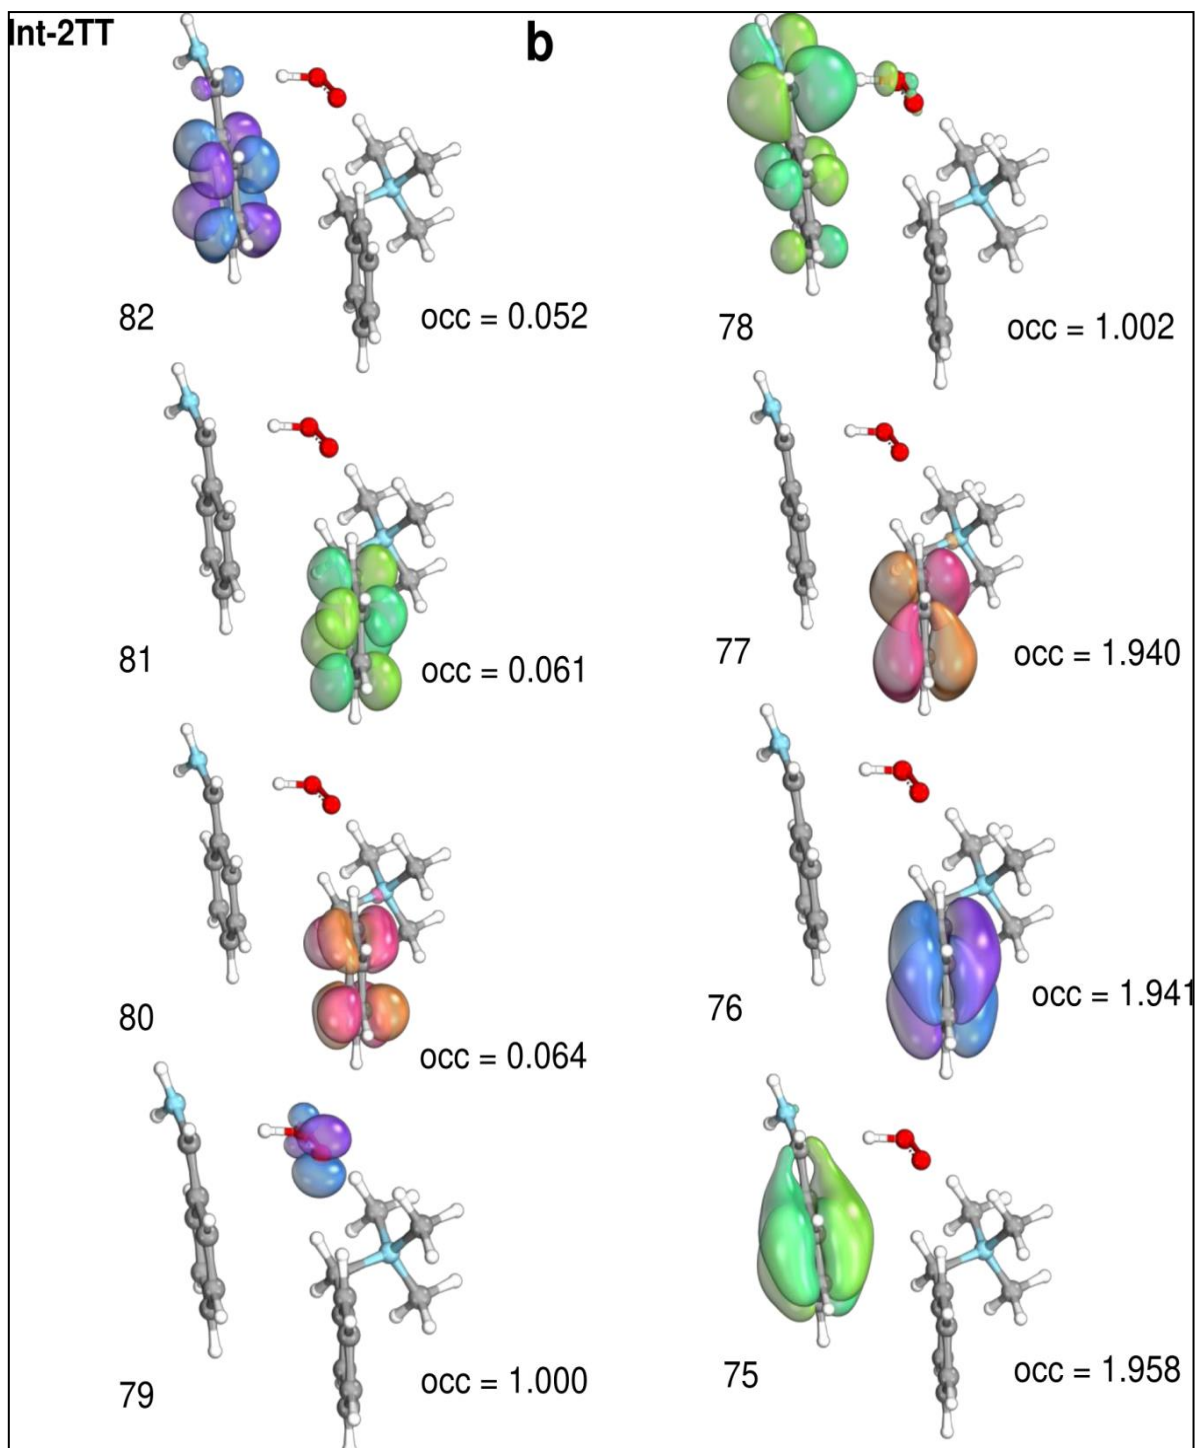 Int-2TT
b
82
occ = 0.052
78
occ = 1.002
81
occ = 0.061
77
occ = 1.940
80
occ = 0.064
76
occ = 1.941
79
occ = 1.000
75
occ = 1.958